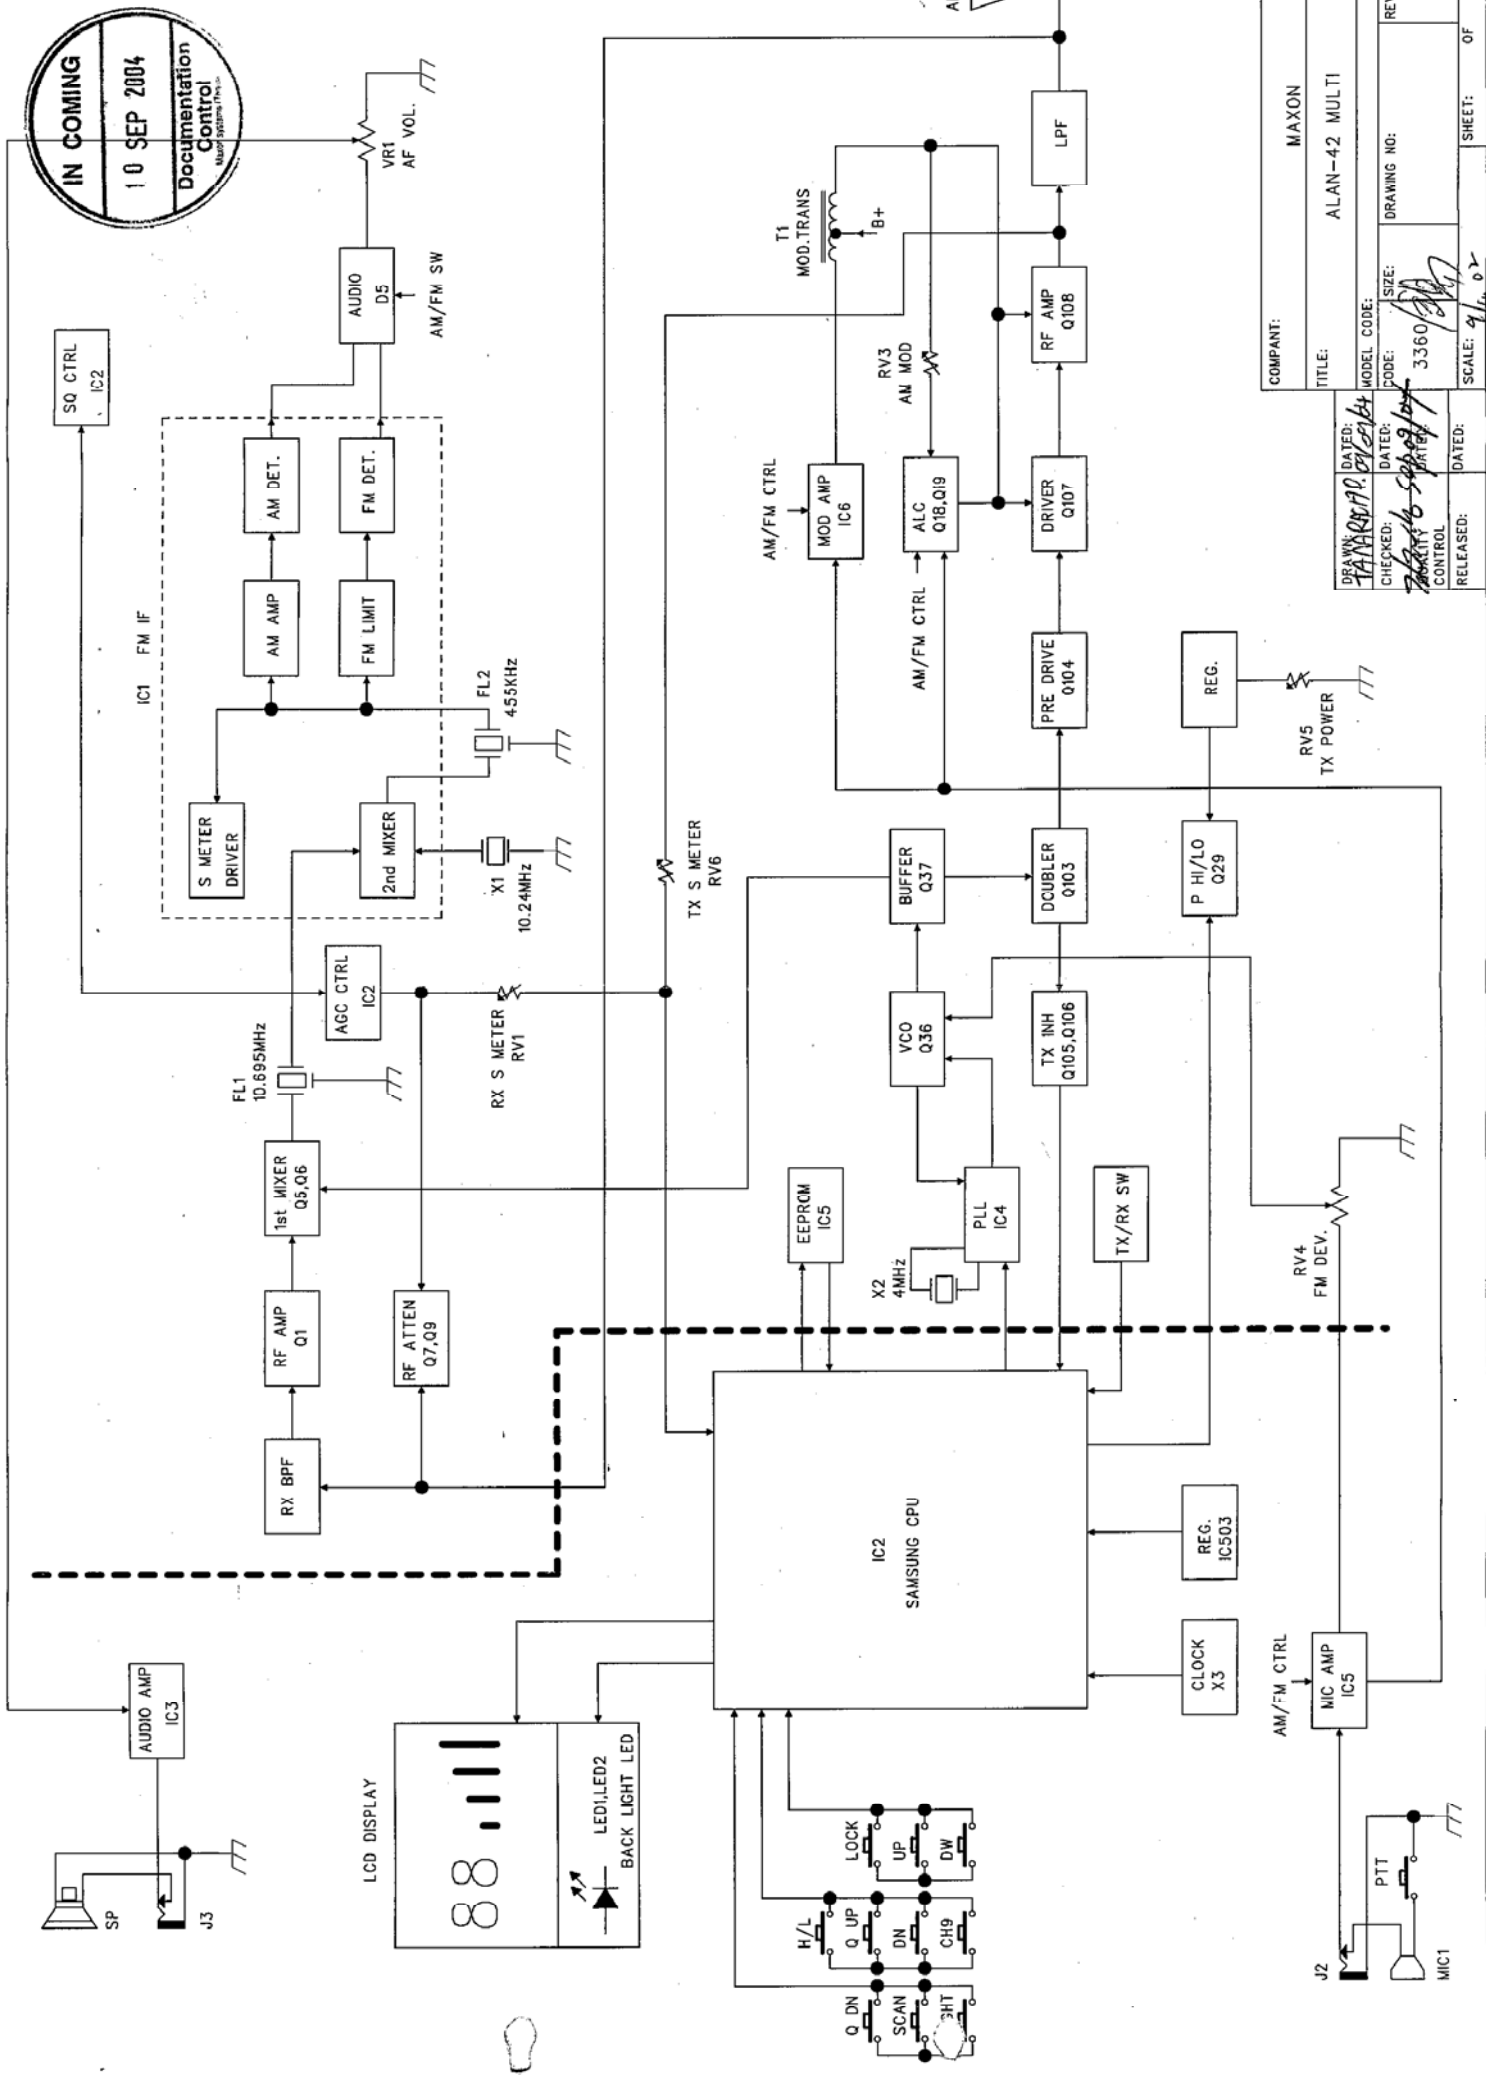 IN COMING
10 SEP 2004
Documentation
Control
VR1
AF VOL.
SQ CTRL
IC2
AUDIO
D5
AM/FM SW
IC1 FM IF
AM DET.
FM DET.
AM AMP
FM LIMIT
S METER
DRIVER
2nd MIXER
FL2
455KHz
X1
10.24MHz
AGC CTRL
IC2
FL1
10.695MHz
1st MIXER
Q5,Q6
RF AMP
Q1
RX BPF
RF ATTEN
Q7,Q9
RX S METER
RV1
TX S METER
RV6
AUDIO AMP
IC3
SP
J3
LCD DISPLAY
88
LED1,LED2
BACK LIGHT LED
T1
MOD.TRANS
B+
LPF
RV3
AM MOD
AM/FM CTRL
MOD AMP
IC6
ALC
Q18,Q19
AM/FM CTRL
RF AMP
Q108
DRIVER
Q107
PRE DRIVE
Q104
DOUBLER
Q103
BUFFER
Q37
VCO
Q36
TX INH
Q105,Q106
PLL
IC4
X2
4MHz
EEPROM
IC5
TX/RX SW
REG.
RV5
TX POWER
P HI/LO
Q29
RV4
FM DEV.
IC2
SAMSUNG CPU
REG.
IC503
CLOCK
X3
AM/FM CTRL
MIC AMP
IC5
LOCK
UP
DW
H/L
Q UP
DN
CH9
Q DN
SCAN
J2
PTT
MIC1
COMPANT:
MAXON
TITLE:
ALAN-42 MULTI
MODEL CODE:
CODE:
3360
SIZE:
DRAWING NO:
SCALE:
SHEET:
OF
DRAWN:
DATED:
CHECKED:
DATED:
QUALITY
CONTROL
DATED:
RELEASED:
DATED: